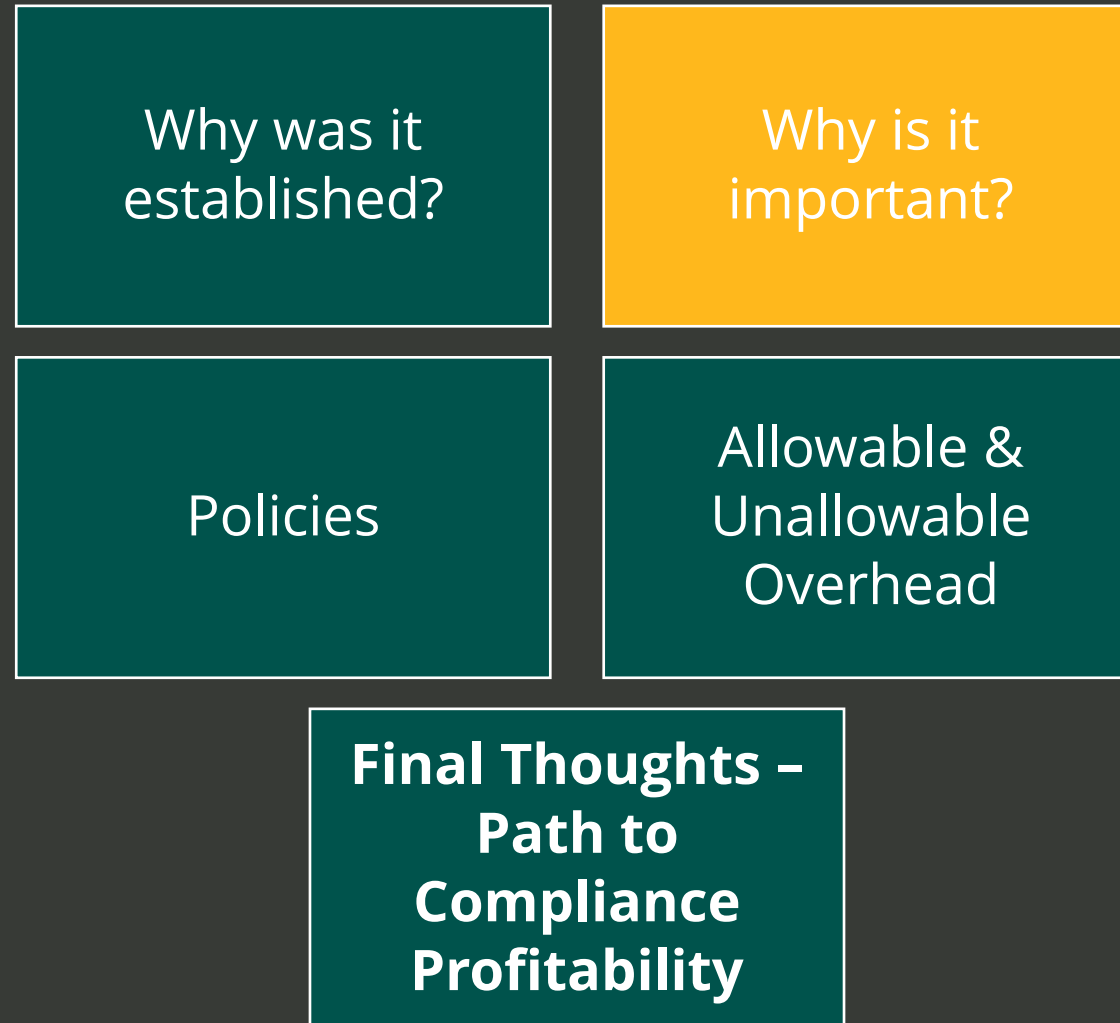 Why was it
established?
Why is it
important?
Policies
Allowable &
Unallowable
Overhead
Final Thoughts –
Path to
Compliance
Profitability